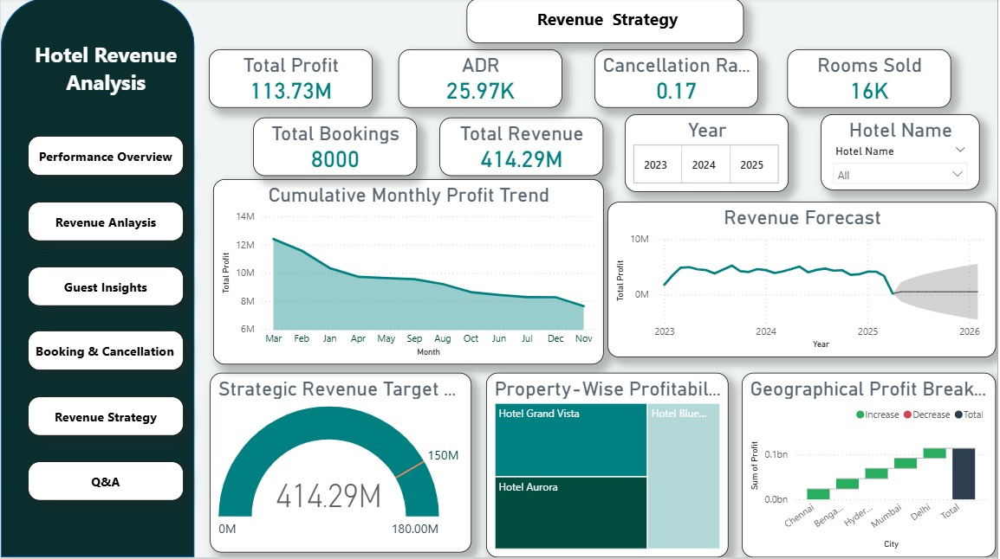 Revenue  Strategy
Hotel Revenue
Analysis
Performance Overview
Revenue Anlaysis
Guest Insights
Booking & Cancellation
Revenue Strategy
Q&A
Total Profit
113.73M
ADR
25.97K
Cancellation Ra...
0.17
Rooms Sold
16K
Total Bookings
8000
Total Revenue
414.29M
Year
2023 2024 2025
Hotel Name
Hotel Name
All
Cumulative Monthly Profit Trend
14M
12M
10M
8M
6M
Total Profit
Mar Feb Jan Apr May Sep Aug Oct Jun Jul Dec Nov
Month
Revenue Forecast
10M
0M
Total Profit
2023 2024 2025 2026
Year
Strategic Revenue Target ...
150M
414.29M
0M 180.00M
Property-Wise Profitabil...
Hotel Grand Vista
Hotel Blue...
Hotel Aurora
Geographical Profit Break...
Increase Decrease Total
0.1bn
0.0bn
Sum of Profit
Chennai Benga... Hyder... Mumbai Delhi Total
City